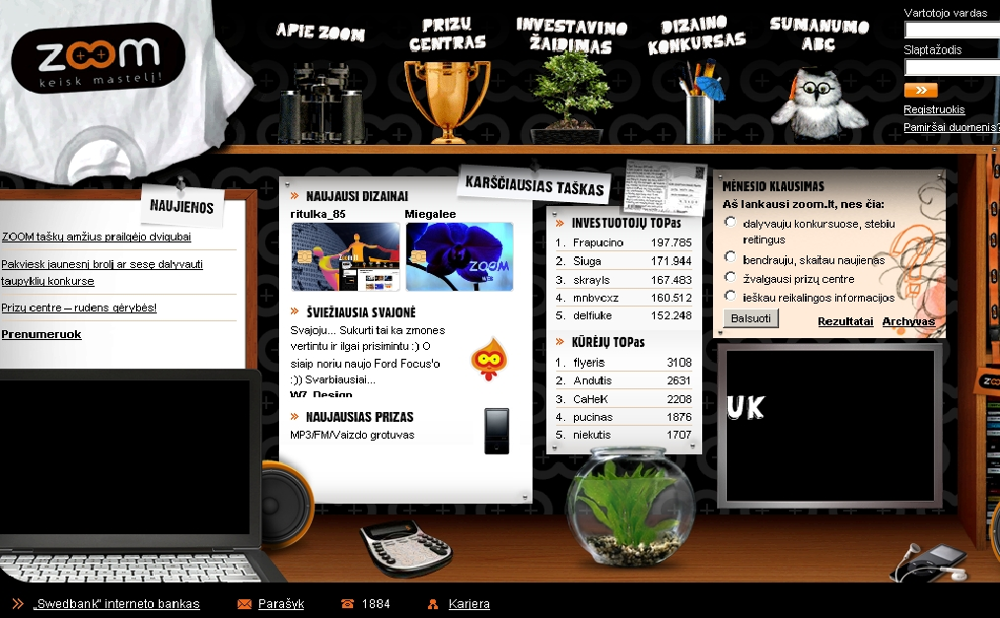 zoom
keisk mastelį!
APIE ZOOM
PRIZŲ
CENTRAS
INVESTAVIMO
ŽAIDIMAS
DIZAINO
KONKURSAS
SUMANUMO
ABC
Vartotojo vardas
Slaptažodis
Registruokis
Pamiršai duomenis?
NAUJIENOS
ZOOM taškų amžius prailgėjo dvigubai
Pakviesk jaunesnį brolį ar sesę dalyvauti
taupyklių konkurse
Prizų centre – rudens gėrybės!
Prenumeruok
NAUJAUSI DIZAINAI
ritulka_85 Miegalee
ZOOM
ŠVIEŽIAUSIA SVAJONĖ
Svajoju... Sukurti tai ka zmones
vertintu ir ilgai prisimintu :) O
siaip noriu naujo Ford Focus'o
:)) Svarbiausiai...
W7_Design
NAUJAUSIAS PRIZAS
MP3/FM/Vaizdo grotuvas
KARŠČIAUSIAS TAŠKAS
INVESTUOTOJŲ TOPas
1. Frapucino 197.785
2. Siuga 171.944
3. skrayls 167.483
4. mnbvcxz 160.512
5. delfiuke 152.248
KŪRĖJŲ TOPas
1. flyeris 3108
2. Andutis 2631
3. CaHeK 2208
4. pucinas 1876
5. niekutis 1707
MĖNESIO KLAUSIMAS
Aš lankausi zoom.lt, nes čia:
dalyvauju konkursuose, stebiu
reitingus
bendrauju, skaitau naujienas
žvalgausi prizų centre
ieškau reikalingos informacijos
Balsuoti Rezultatai Archyvas
UK
„Swedbank" interneto bankas Parašyk 1884 Karjera